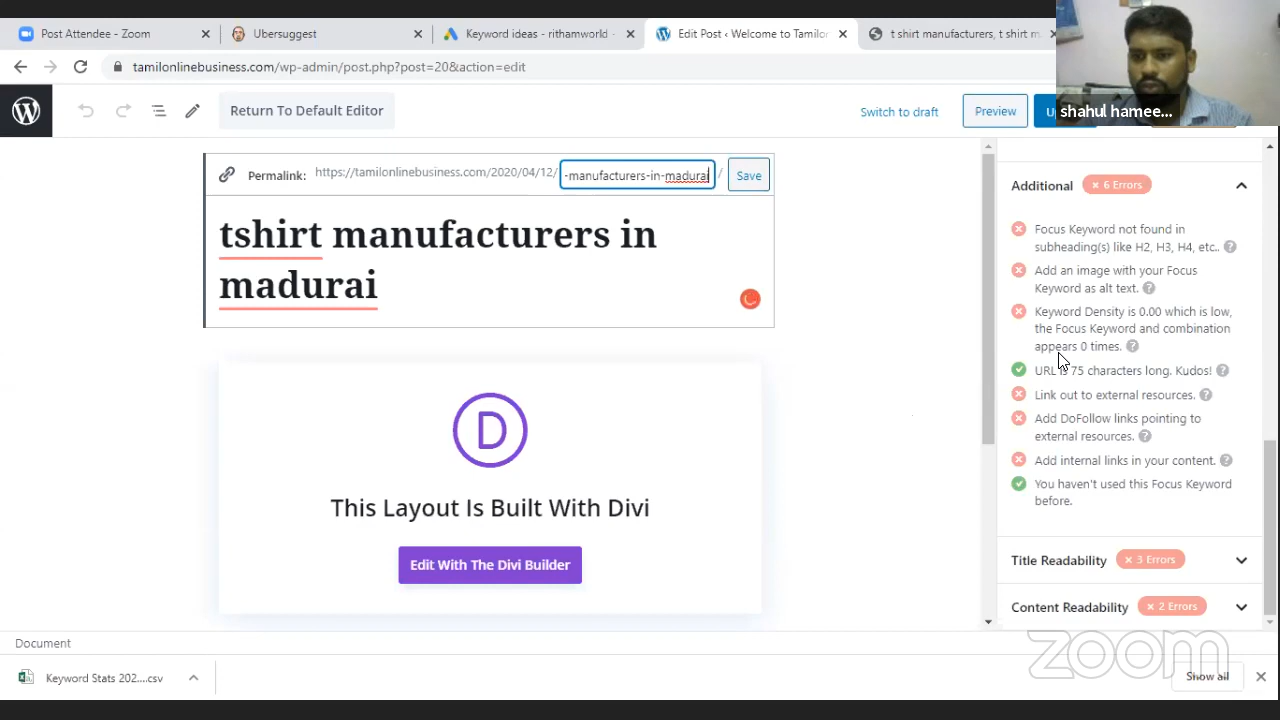 Post Attendee - Zoom
Ubersuggest
Keyword ideas - rithamworld -
Edit Post ‹ Welcome to Tamilor
t shirt manufacturers, t shirt m
tamilonlinebusiness.com/wp-admin/post.php?post=20&action=edit
Return To Default Editor
Switch to draft
Preview
shahul hamee...
Permalink: https://tamilonlinebusiness.com/2020/04/12/ -manufacturers-in-madurai / Save
tshirt manufacturers in
madurai
D
This Layout Is Built With Divi
Edit With The Divi Builder
Additional
6 Errors
Focus Keyword not found in
subheading(s) like H2, H3, H4, etc..
Add an image with your Focus
Keyword as alt text.
Keyword Density is 0.00 which is low,
the Focus Keyword and combination
appears 0 times.
URL is 75 characters long. Kudos!
Link out to external resources.
Add DoFollow links pointing to
external resources.
Add internal links in your content.
You haven't used this Focus Keyword
before.
Title Readability
3 Errors
Content Readability
2 Errors
Document
Keyword Stats 202....csv
zoom
Show all